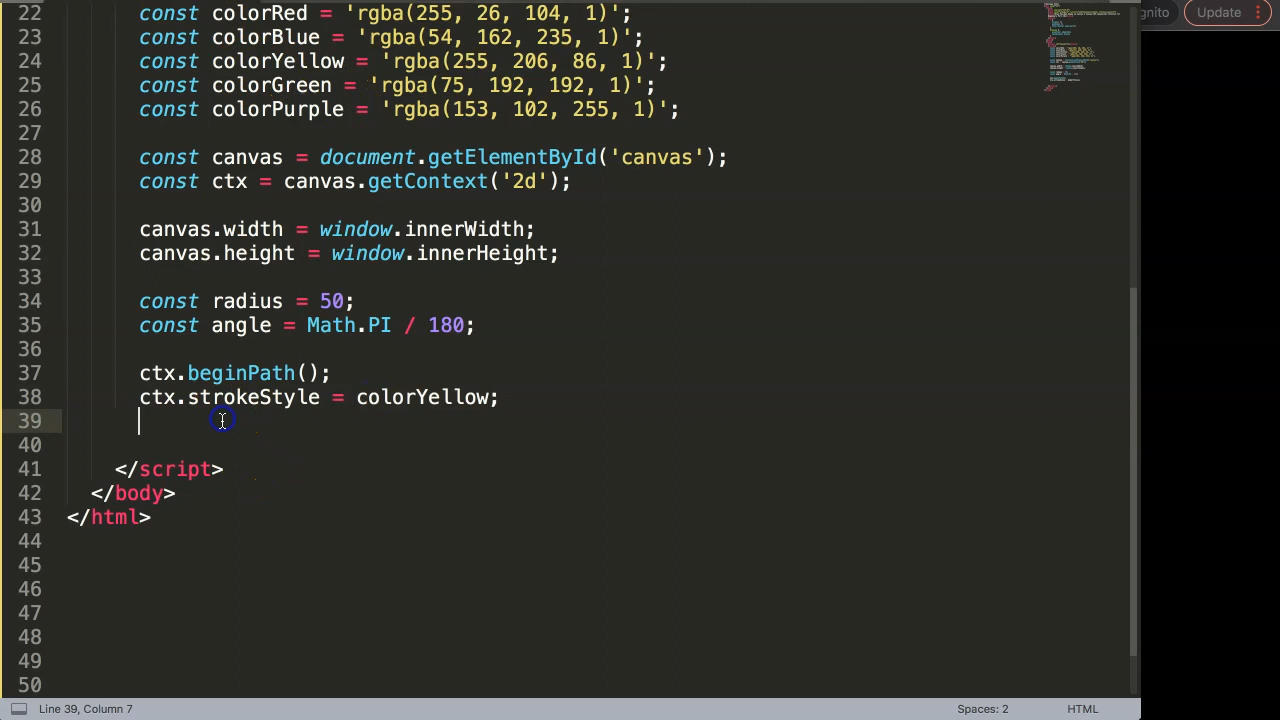 22 const colorRed = 'rgba(255, 26, 104, 1)';
23 const colorBlue = 'rgba(54, 162, 235, 1)';
24 const colorYellow = 'rgba(255, 206, 86, 1)';
25 const colorGreen = 'rgba(75, 192, 192, 1)';
26 const colorPurple = 'rgba(153, 102, 255, 1)';
27
28 const canvas = document.getElementById('canvas');
29 const ctx = canvas.getContext('2d');
30
31 canvas.width = window.innerWidth;
32 canvas.height = window.innerHeight;
33
34 const radius = 50;
35 const angle = Math.PI / 180;
36
37 ctx.beginPath();
38 ctx.strokeStyle = colorYellow;
39
40
41 </script>
42 </body>
43 </html>
44
45
46
47
48
49
50
Line 39, Column 7 Spaces: 2 HTML
gnito Update